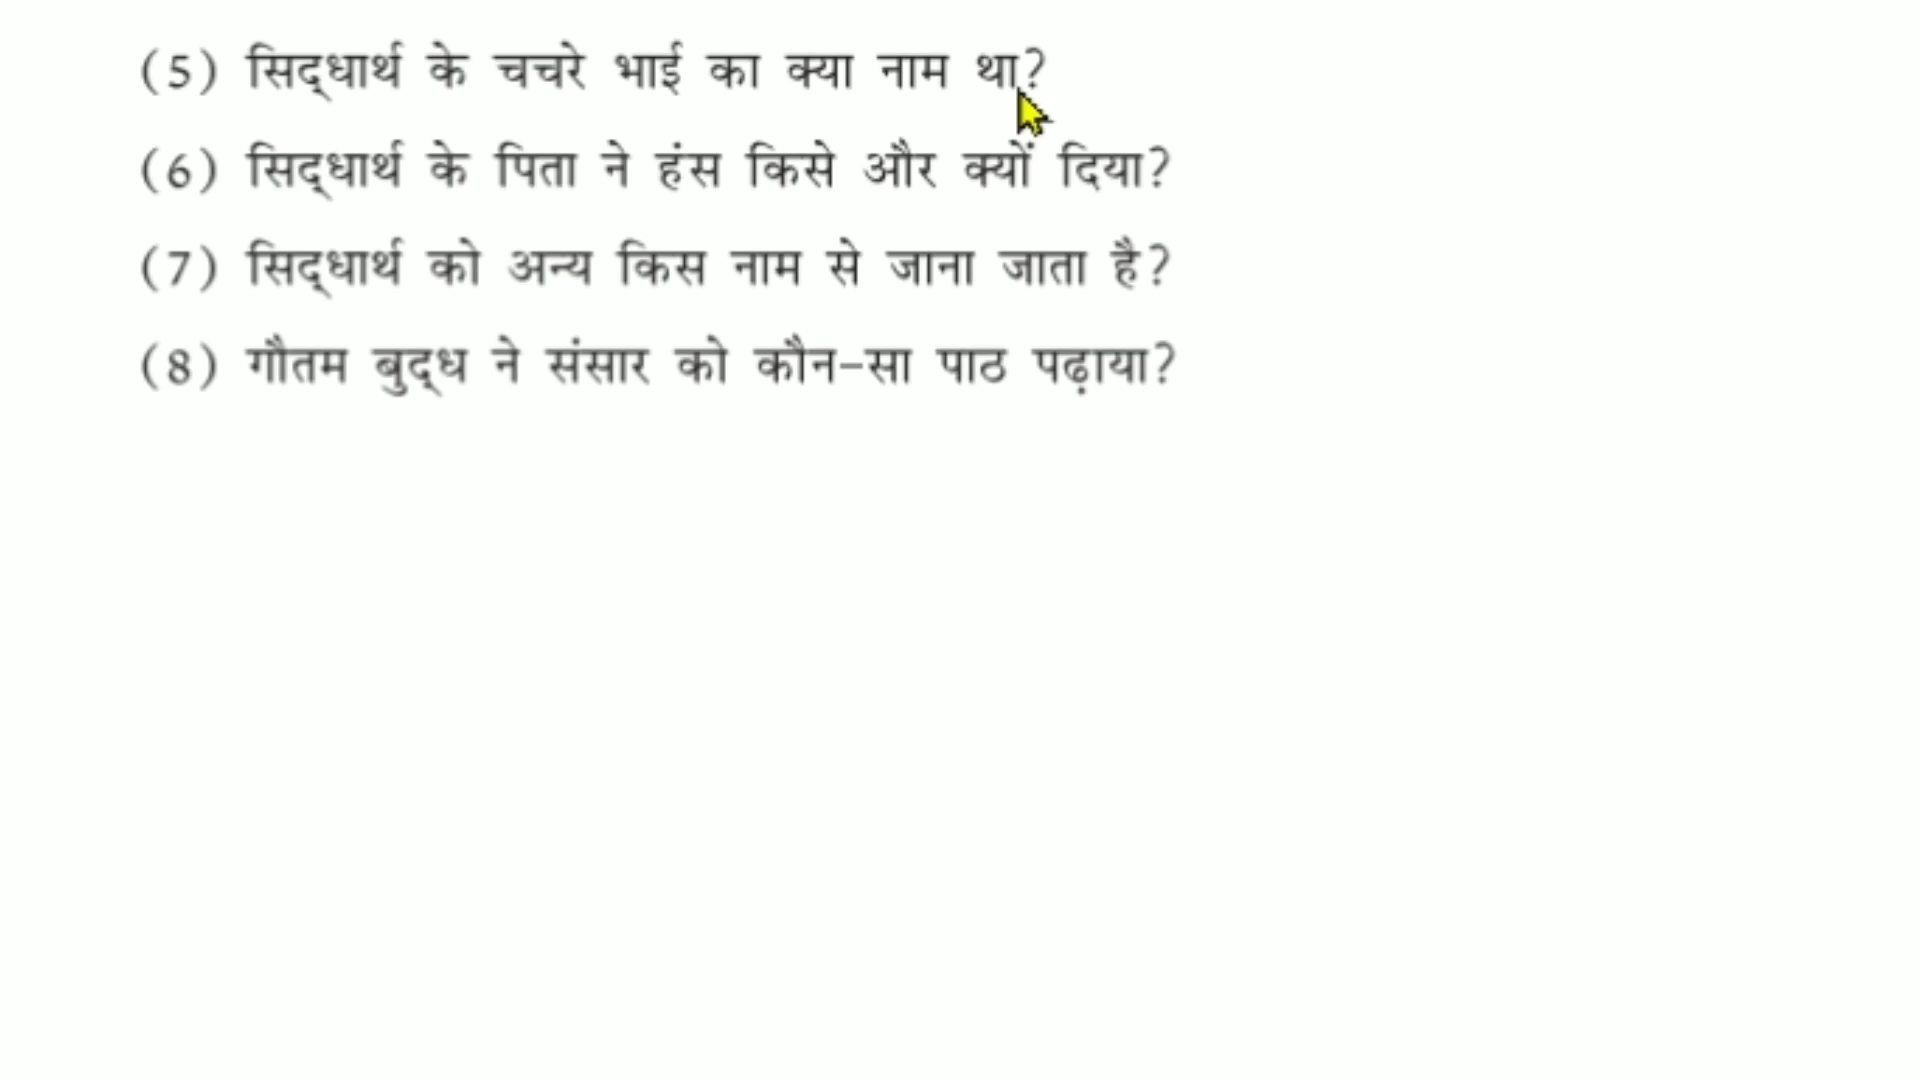 (5) सिद्धार्थ के चचरे भाई का क्या नाम था?
(6) सिद्धार्थ के पिता ने हंस किसे और क्यों दिया?
(7) सिद्धार्थ को अन्य किस नाम से जाना जाता है?
(8) गौतम बुद्ध ने संसार को कौन-सा पाठ पढ़ाया?